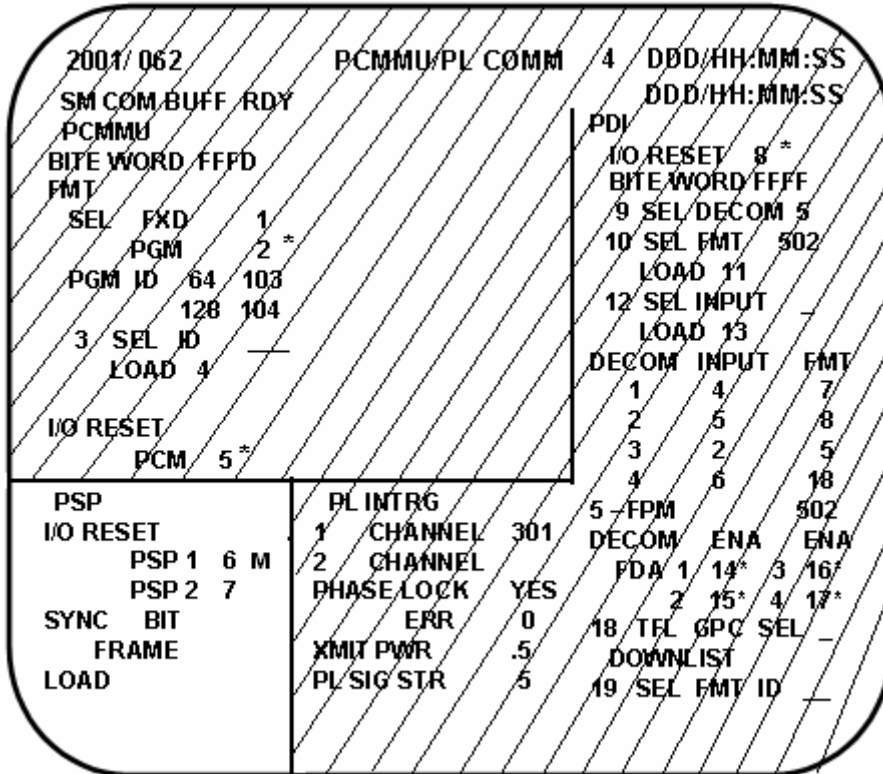 2001/ 062 PCMMU/PL COMM 4 DDD/HH:MM:SS
DDD/HH:MM:SS
SM COM BUFF RDY
PCMMU
BITE WORD FFFD
FMT
SEL FXD 1
PGM 2 *
PGM ID 64 103
128 104
3 SEL ID ___
LOAD 4
I/O RESET
PCM 5 *
PDI
I/O RESET 8 *
BITE WORD FFFF
9 SEL DECOM 5
10 SEL FMT 502
LOAD 11
12 SEL INPUT _
LOAD 13
DECOM INPUT FMT
1 4 7
2 5 8
3 2 5
4 6 18
5 –FPM 502
DECOM ENA ENA
FDA 1 14* 3 16*
2 15* 4 17*
18 TFL GPC SEL _
DOWNLIST
19 SEL FMT ID __
PSP
I/O RESET
PSP 1 6 M
PSP 2 7
SYNC BIT
FRAME
LOAD
PL INTRG
1 CHANNEL 301
2 CHANNEL
PHASE LOCK YES
ERR 0
XMIT PWR .5
PL SIG STR 5